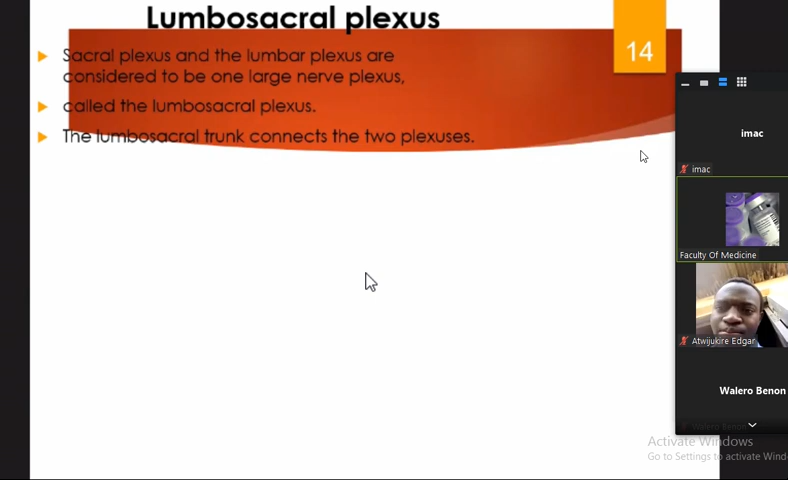 Lumbosacral plexus
14
Sacral plexus and the lumbar plexus are
considered to be one large nerve plexus,
called the lumbosacral plexus.
The lumbosacral trunk connects the two plexuses.
imac
imac
Faculty Of Medicine
Atwijukire Edgar
Walero Benon
Walero Benon
Activate Windows
Go to Settings to activate Wind